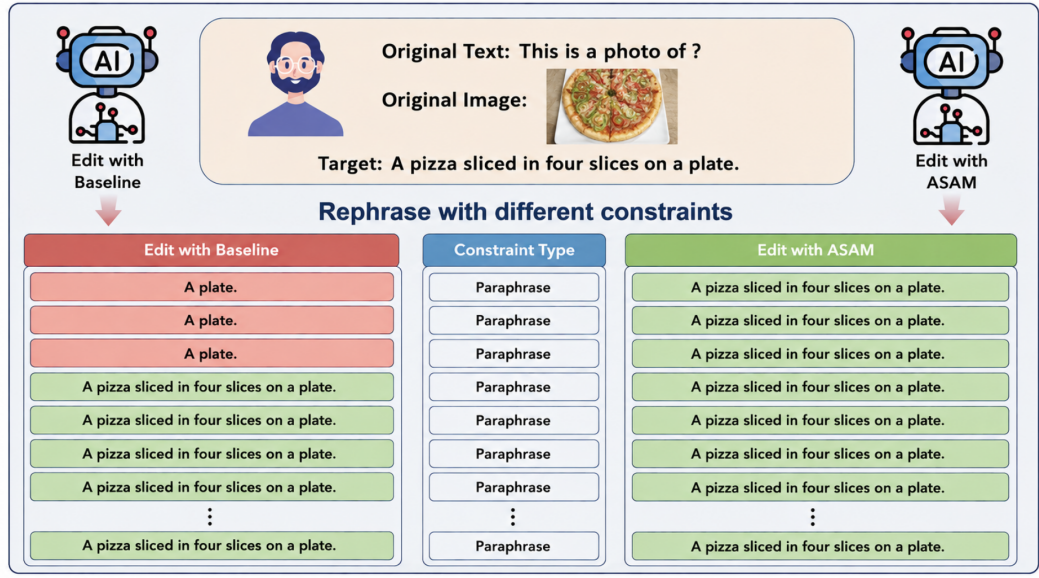 AI
Edit with
Baseline
Original Text: This is a photo of ?
Original Image:
Target: A pizza sliced in four slices on a plate.
AI
Edit with
ASAM
Rephrase with different constraints
Edit with Baseline
Constraint Type
Edit with ASAM
A plate.
Paraphrase
A pizza sliced in four slices on a plate.
A plate.
Paraphrase
A pizza sliced in four slices on a plate.
A plate.
Paraphrase
A pizza sliced in four slices on a plate.
A pizza sliced in four slices on a plate.
Paraphrase
A pizza sliced in four slices on a plate.
A pizza sliced in four slices on a plate.
Paraphrase
A pizza sliced in four slices on a plate.
A pizza sliced in four slices on a plate.
Paraphrase
A pizza sliced in four slices on a plate.
A pizza sliced in four slices on a plate.
Paraphrase
A pizza sliced in four slices on a plate.
⋮
⋮
⋮
A pizza sliced in four slices on a plate.
Paraphrase
A pizza sliced in four slices on a plate.